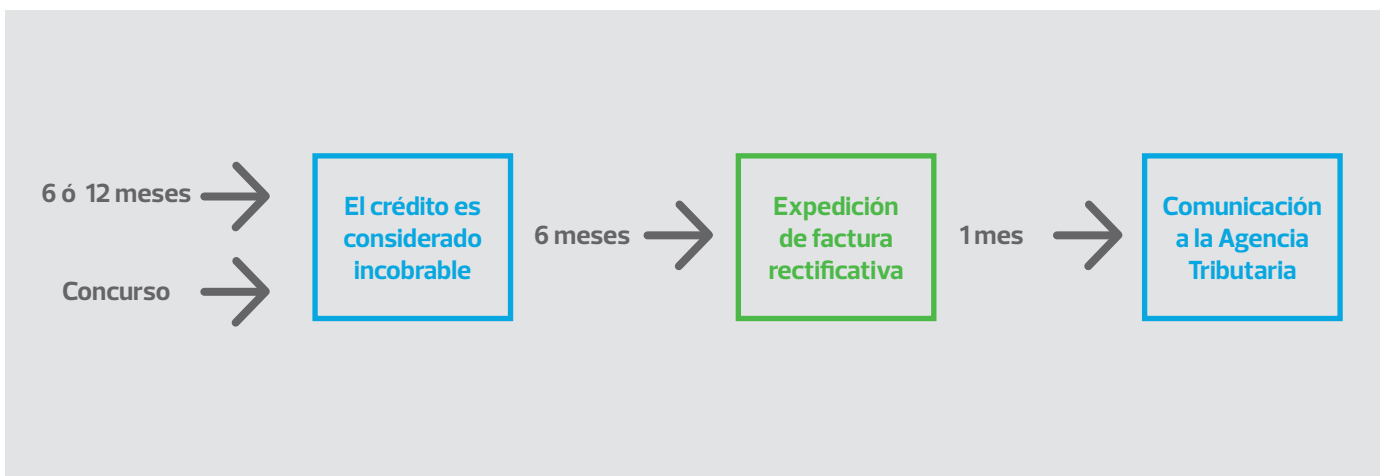 6 ó 12 meses
Concurso
El crédito es
considerado
incobrable
6 meses
Expedición
de factura
rectificativa
1 mes
Comunicación
a la Agencia
Tributaria